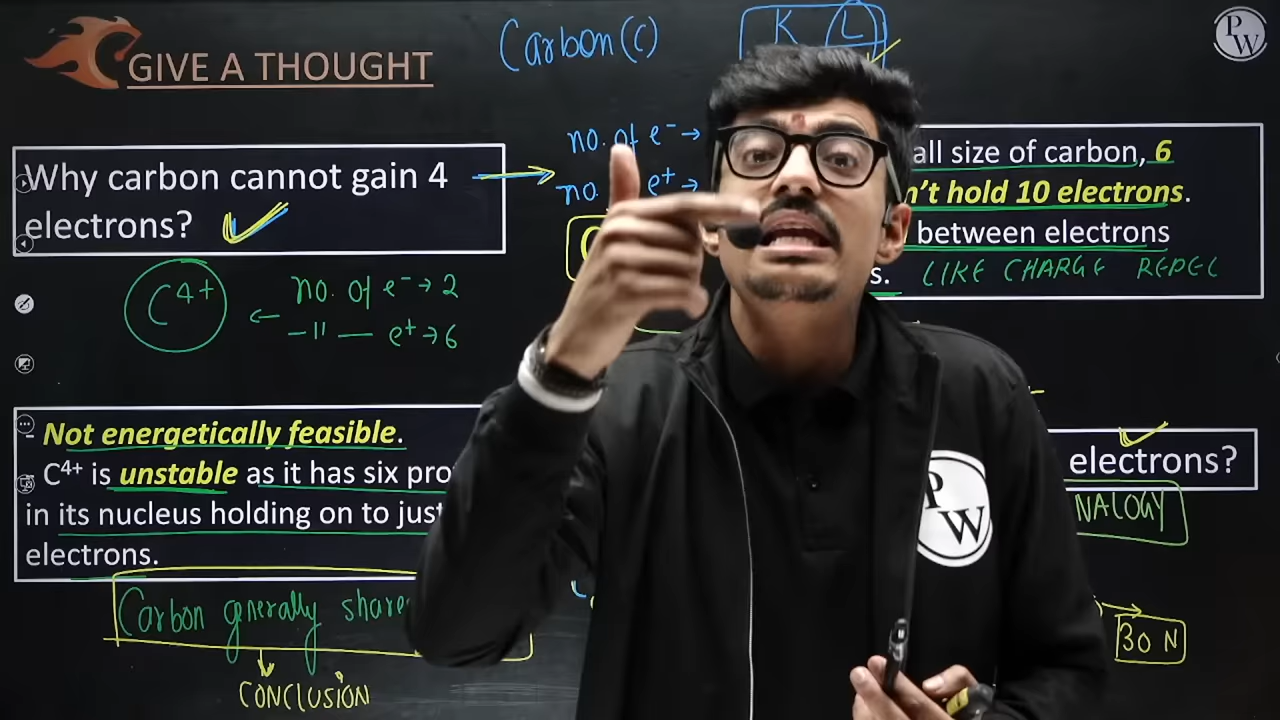 GIVE A THOUGHT
Carbon (C)
K L
PW
Why carbon cannot gain 4
electrons?
no. of e⁻ →
no. e⁺ →
all size of carbon, 6
n't hold 10 electrons.
between electrons
s. LIKE CHARGE REPEL
C⁴⁺ ← no. of e⁻ → 2
–11— e⁺ → 6
- Not energetically feasible.
- C⁴⁺ is unstable as it has six pro
in its nucleus holding on to just
electrons.
electrons?
NALOGY
Carbon generally share
CONCLUSION
30 N
PW